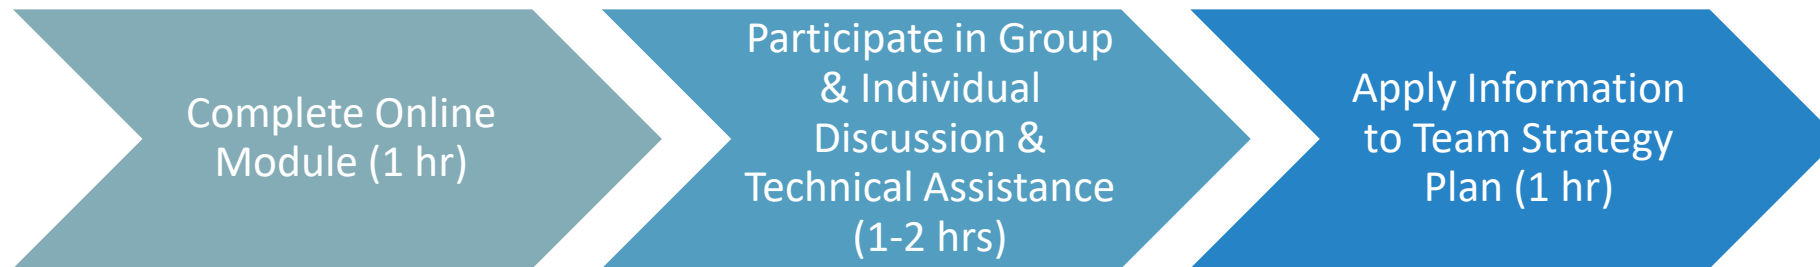 Complete Online
Module (1 hr)
Participate in Group
& Individual
Discussion &
Technical Assistance
(1-2 hrs)
Apply Information
to Team Strategy
Plan (1 hr)